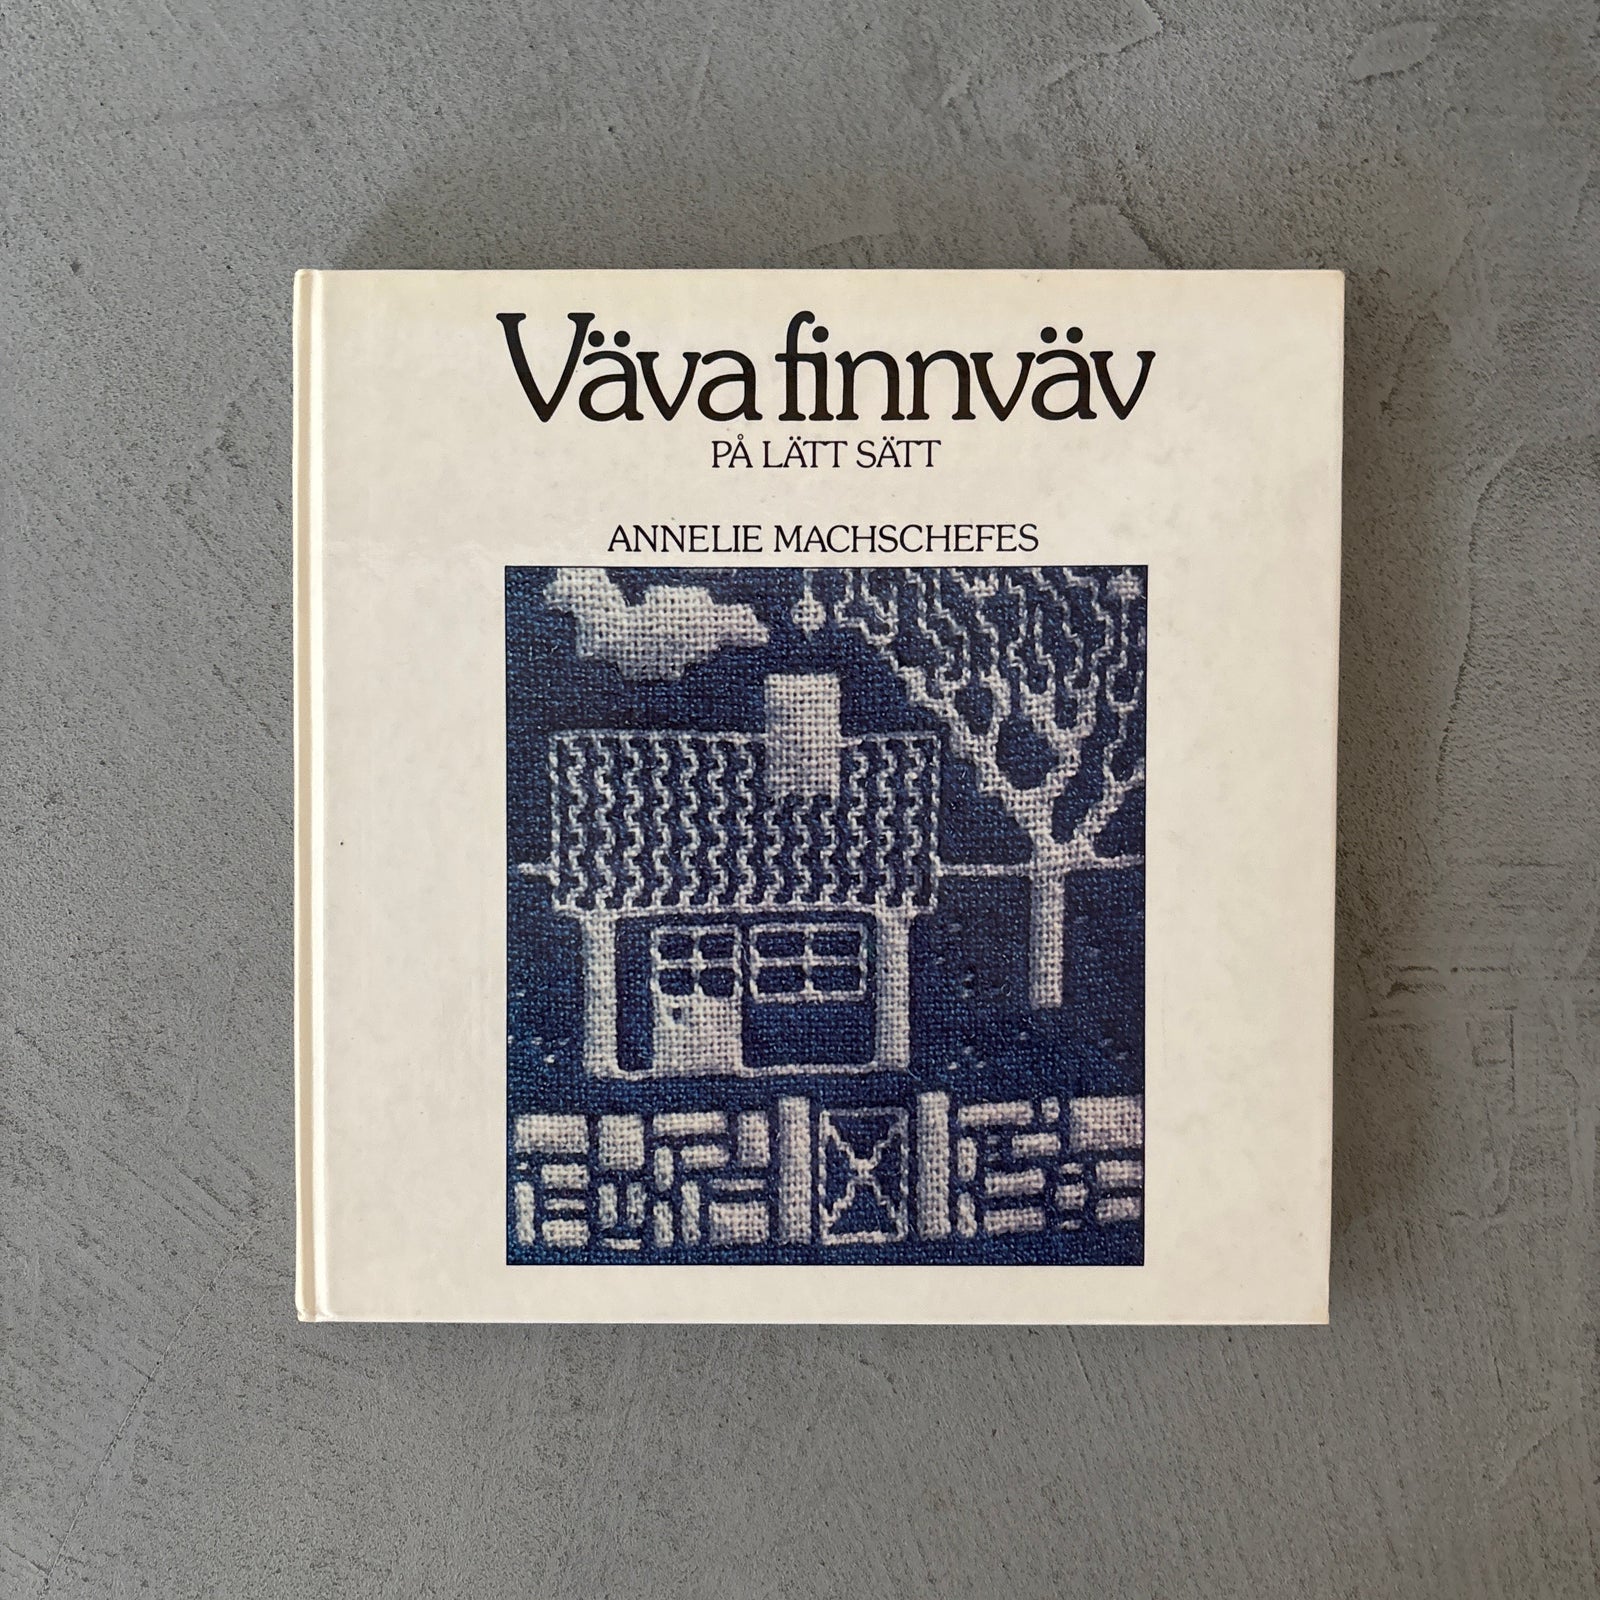 Väva finnväv
PÅ LÄTT SÄTT
ANNELIE MACHSCHEFES